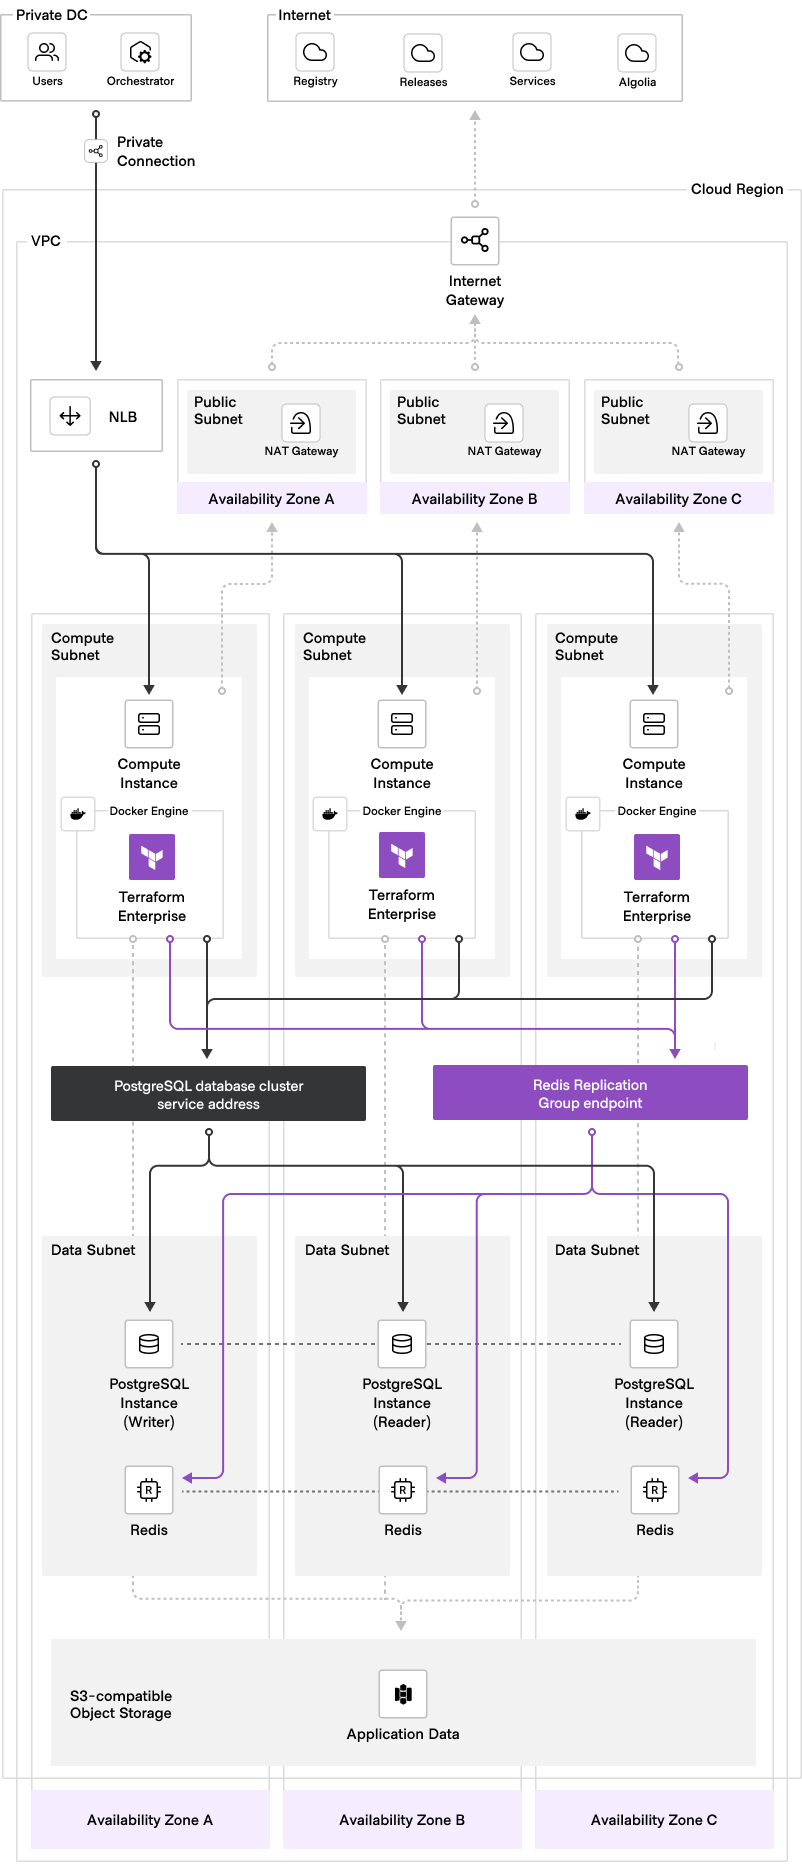 Private DC
Users
Orchestrator
Internet
Registry
Releases
Services
Algolia
Private
Connection
Cloud Region
VPC
Internet
Gateway
NLB
Public
Subnet
NAT Gateway
Availability Zone A
Public
Subnet
NAT Gateway
Availability Zone B
Public
Subnet
NAT Gateway
Availability Zone C
Compute
Subnet
Compute
Instance
Docker Engine
Terraform
Enterprise
Compute
Subnet
Compute
Instance
Docker Engine
Terraform
Enterprise
Compute
Subnet
Compute
Instance
Docker Engine
Terraform
Enterprise
PostgreSQL database cluster
service address
Redis Replication
Group endpoint
Data Subnet
PostgreSQL
Instance
(Writer)
R
Redis
Data Subnet
PostgreSQL
Instance
(Reader)
R
Redis
Data Subnet
PostgreSQL
Instance
(Reader)
R
Redis
S3-compatible
Object Storage
Application Data
Availability Zone A
Availability Zone B
Availability Zone C